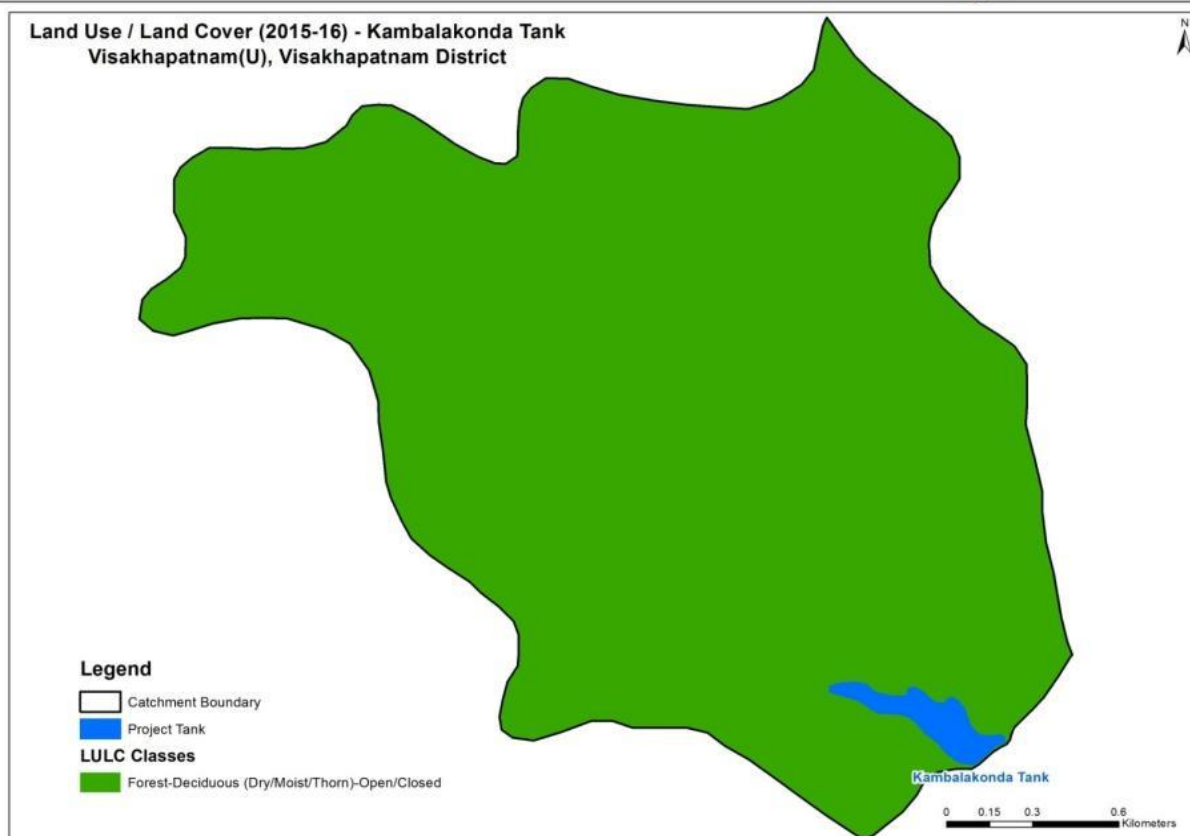 Land Use / Land Cover (2015-16) - Kambalakonda Tank
Visakhapatnam(U), Visakhapatnam District
N
Legend
Catchment Boundary
Project Tank
LULC Classes
Forest-Deciduous (Dry/Moist/Thorn)-Open/Closed
Kambalakonda Tank
0 0.15 0.3 0.6
Kilometers